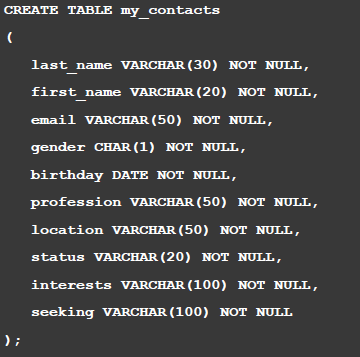 CREATE TABLE my_contacts
(
last_name VARCHAR(30) NOT NULL,
first_name VARCHAR(20) NOT NULL,
email VARCHAR(50) NOT NULL,
gender CHAR(1) NOT NULL,
birthday DATE NOT NULL,
profession VARCHAR(50) NOT NULL,
location VARCHAR(50) NOT NULL,
status VARCHAR(20) NOT NULL,
interests VARCHAR(100) NOT NULL,
seeking VARCHAR(100) NOT NULL
);